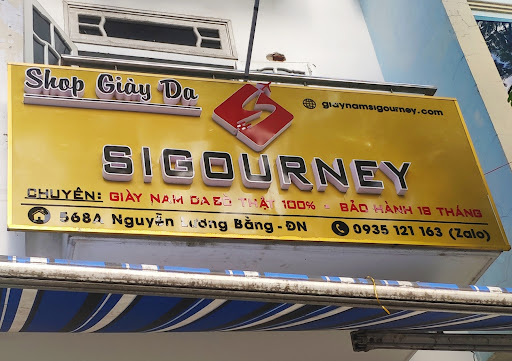 Shop Giày Da
giaynamsigourney.com
SIGOURNEY
CHUYÊN: GIÀY NAM DA BÒ THẬT 100% - BẢO HÀNH 18 THÁNG
568A Nguyễn Lương Bằng - ĐN
0935 121 163 (Zalo)